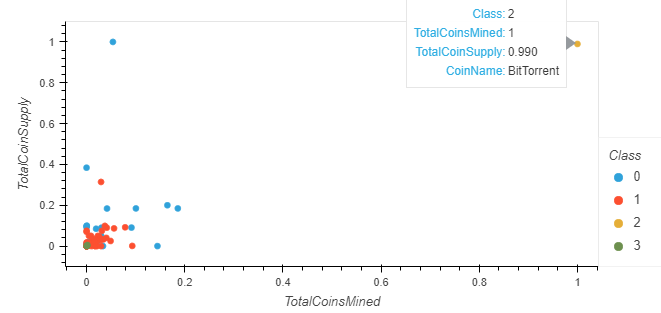 Class: 2
TotalCoinsMined: 1
TotalCoinSupply: 0.990
CoinName: BitTorrent
TotalCoinSupply
1
0.8
0.6
0.4
0.2
0
0 0.2 0.4 0.6 0.8 1
TotalCoinsMined
Class
0
1
2
3